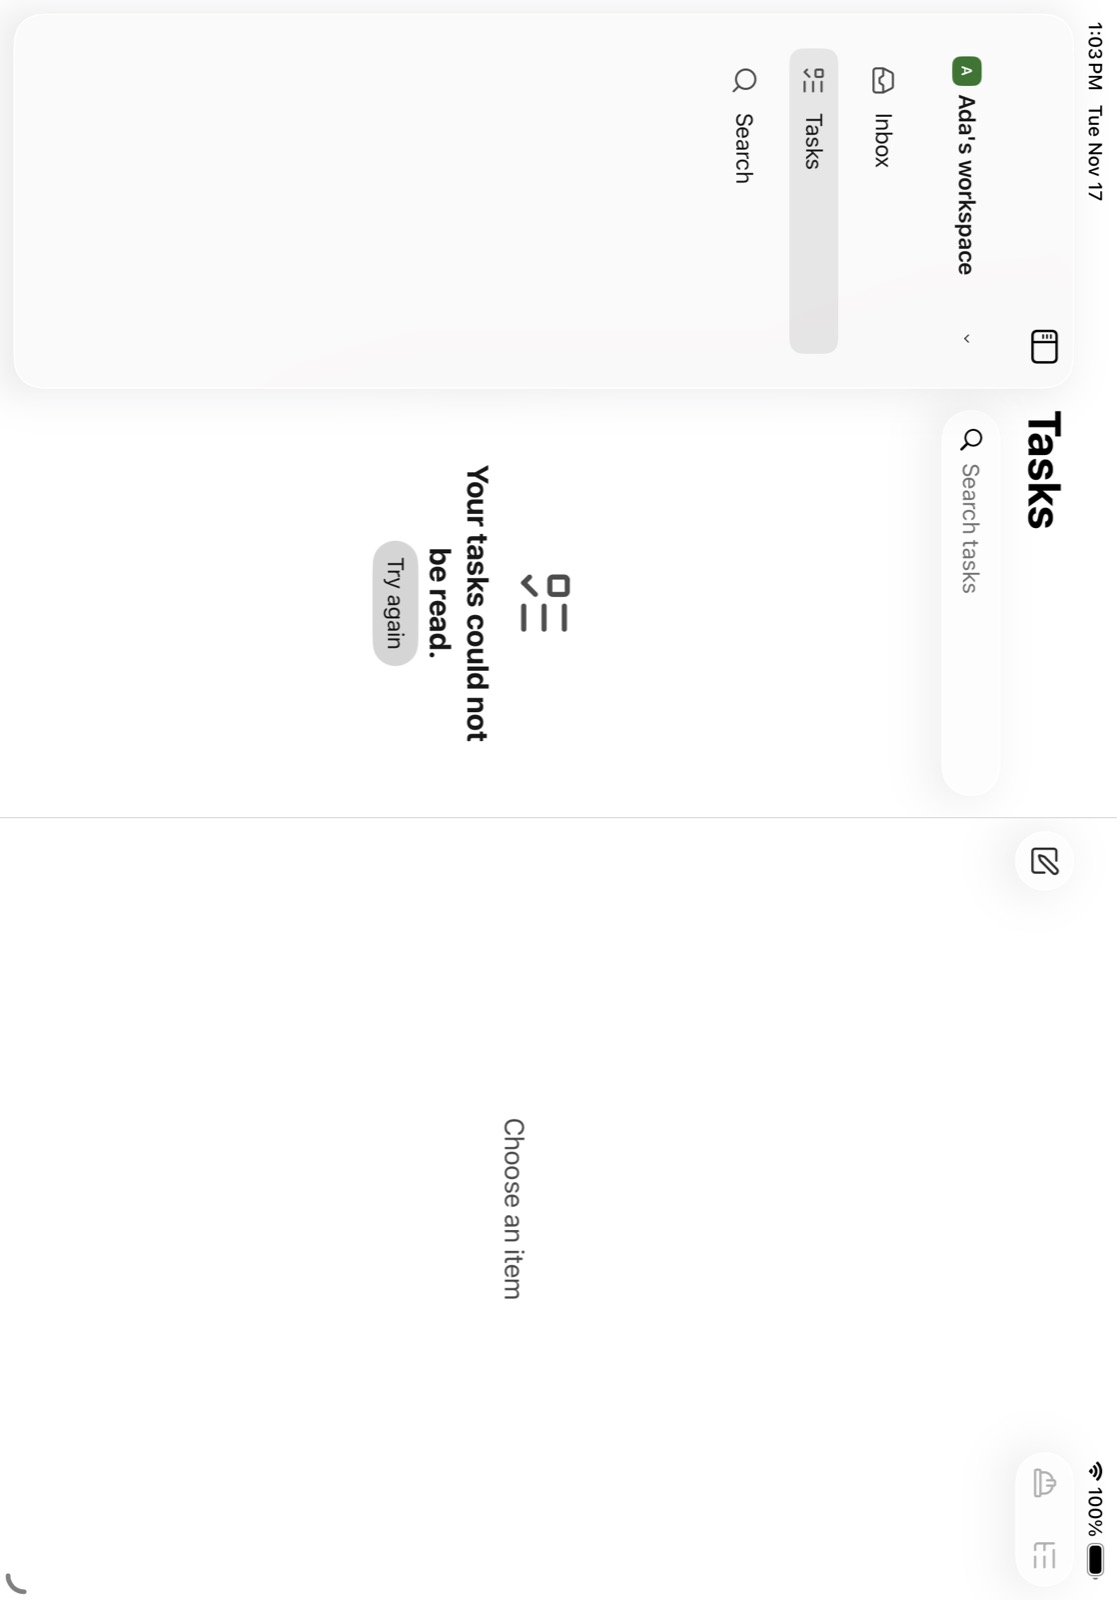 1:03 PM Tue Nov 17
100%
A Ada's workspace
Inbox
Tasks
Search
Tasks
Search tasks
Your tasks could not
be read.
Try again
Choose an item